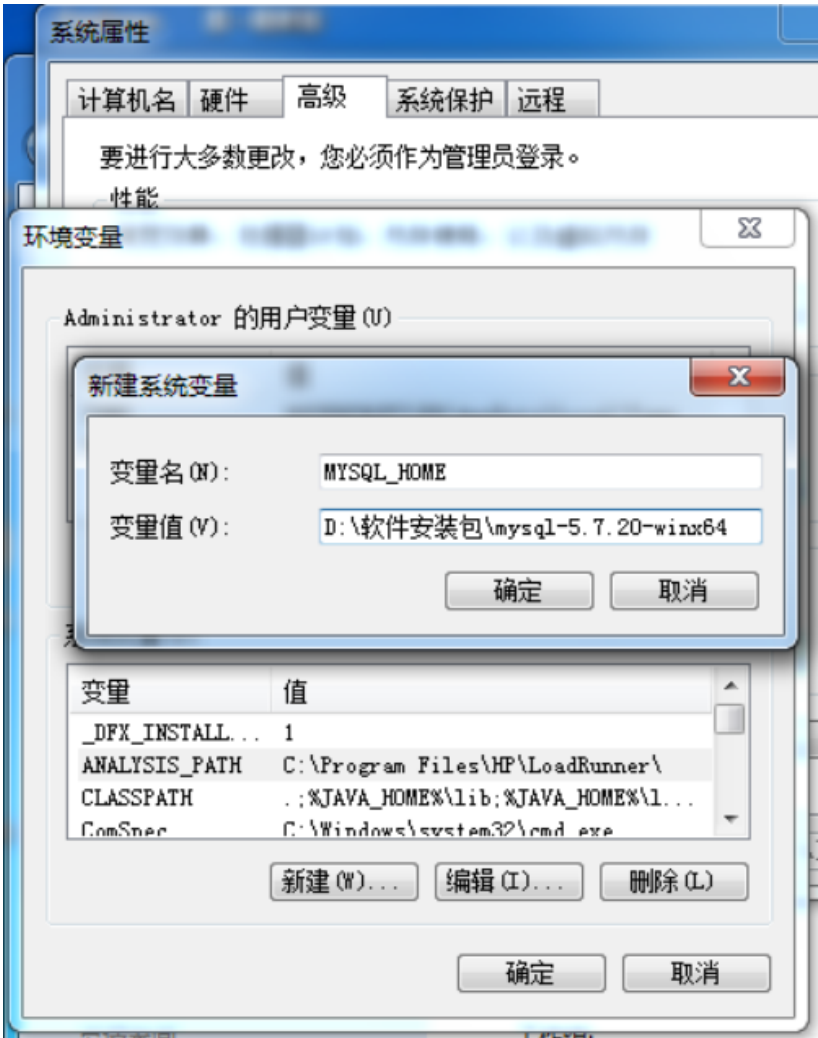 系统属性
计算机名 硬件 高级 系统保护 远程
要进行大多数更改，您必须作为管理员登录。
性能
环境变量
Administrator 的用户变量(U)
新建系统变量
变量名(N): MYSQL_HOME
变量值(V): D:\软件安装包\mysql-5.7.20-winx64
确定 取消
变量 值
_DFX_INSTALL... 1
ANALYSIS_PATH C:\Program Files\HP\LoadRunner\
CLASSPATH .;%JAVA_HOME%\lib;%JAVA_HOME%\l...
ComSpec C:\Windows\system32\cmd.exe
新建(W)... 编辑(I)... 删除(L)
确定 取消